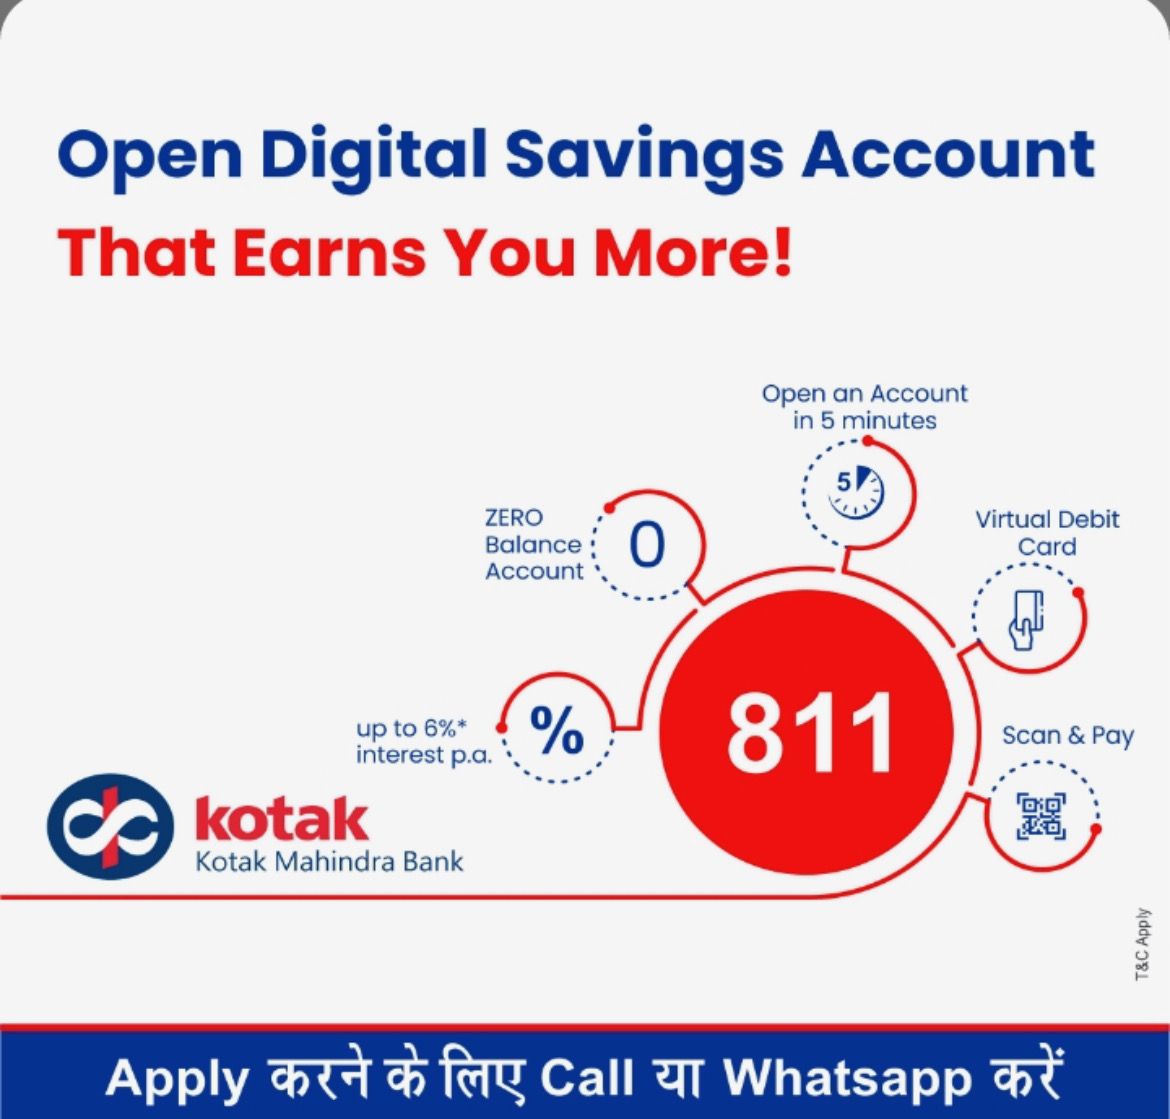 Open Digital Savings Account
That Earns You More!
Open an Account
in 5 minutes
5
ZERO
Balance
Account
0
Virtual Debit
Card
up to 6%*
interest p.a.
%
811
Scan & Pay
kotak
Kotak Mahindra Bank
T&C Apply
Apply करने के लिए Call या Whatsapp करें